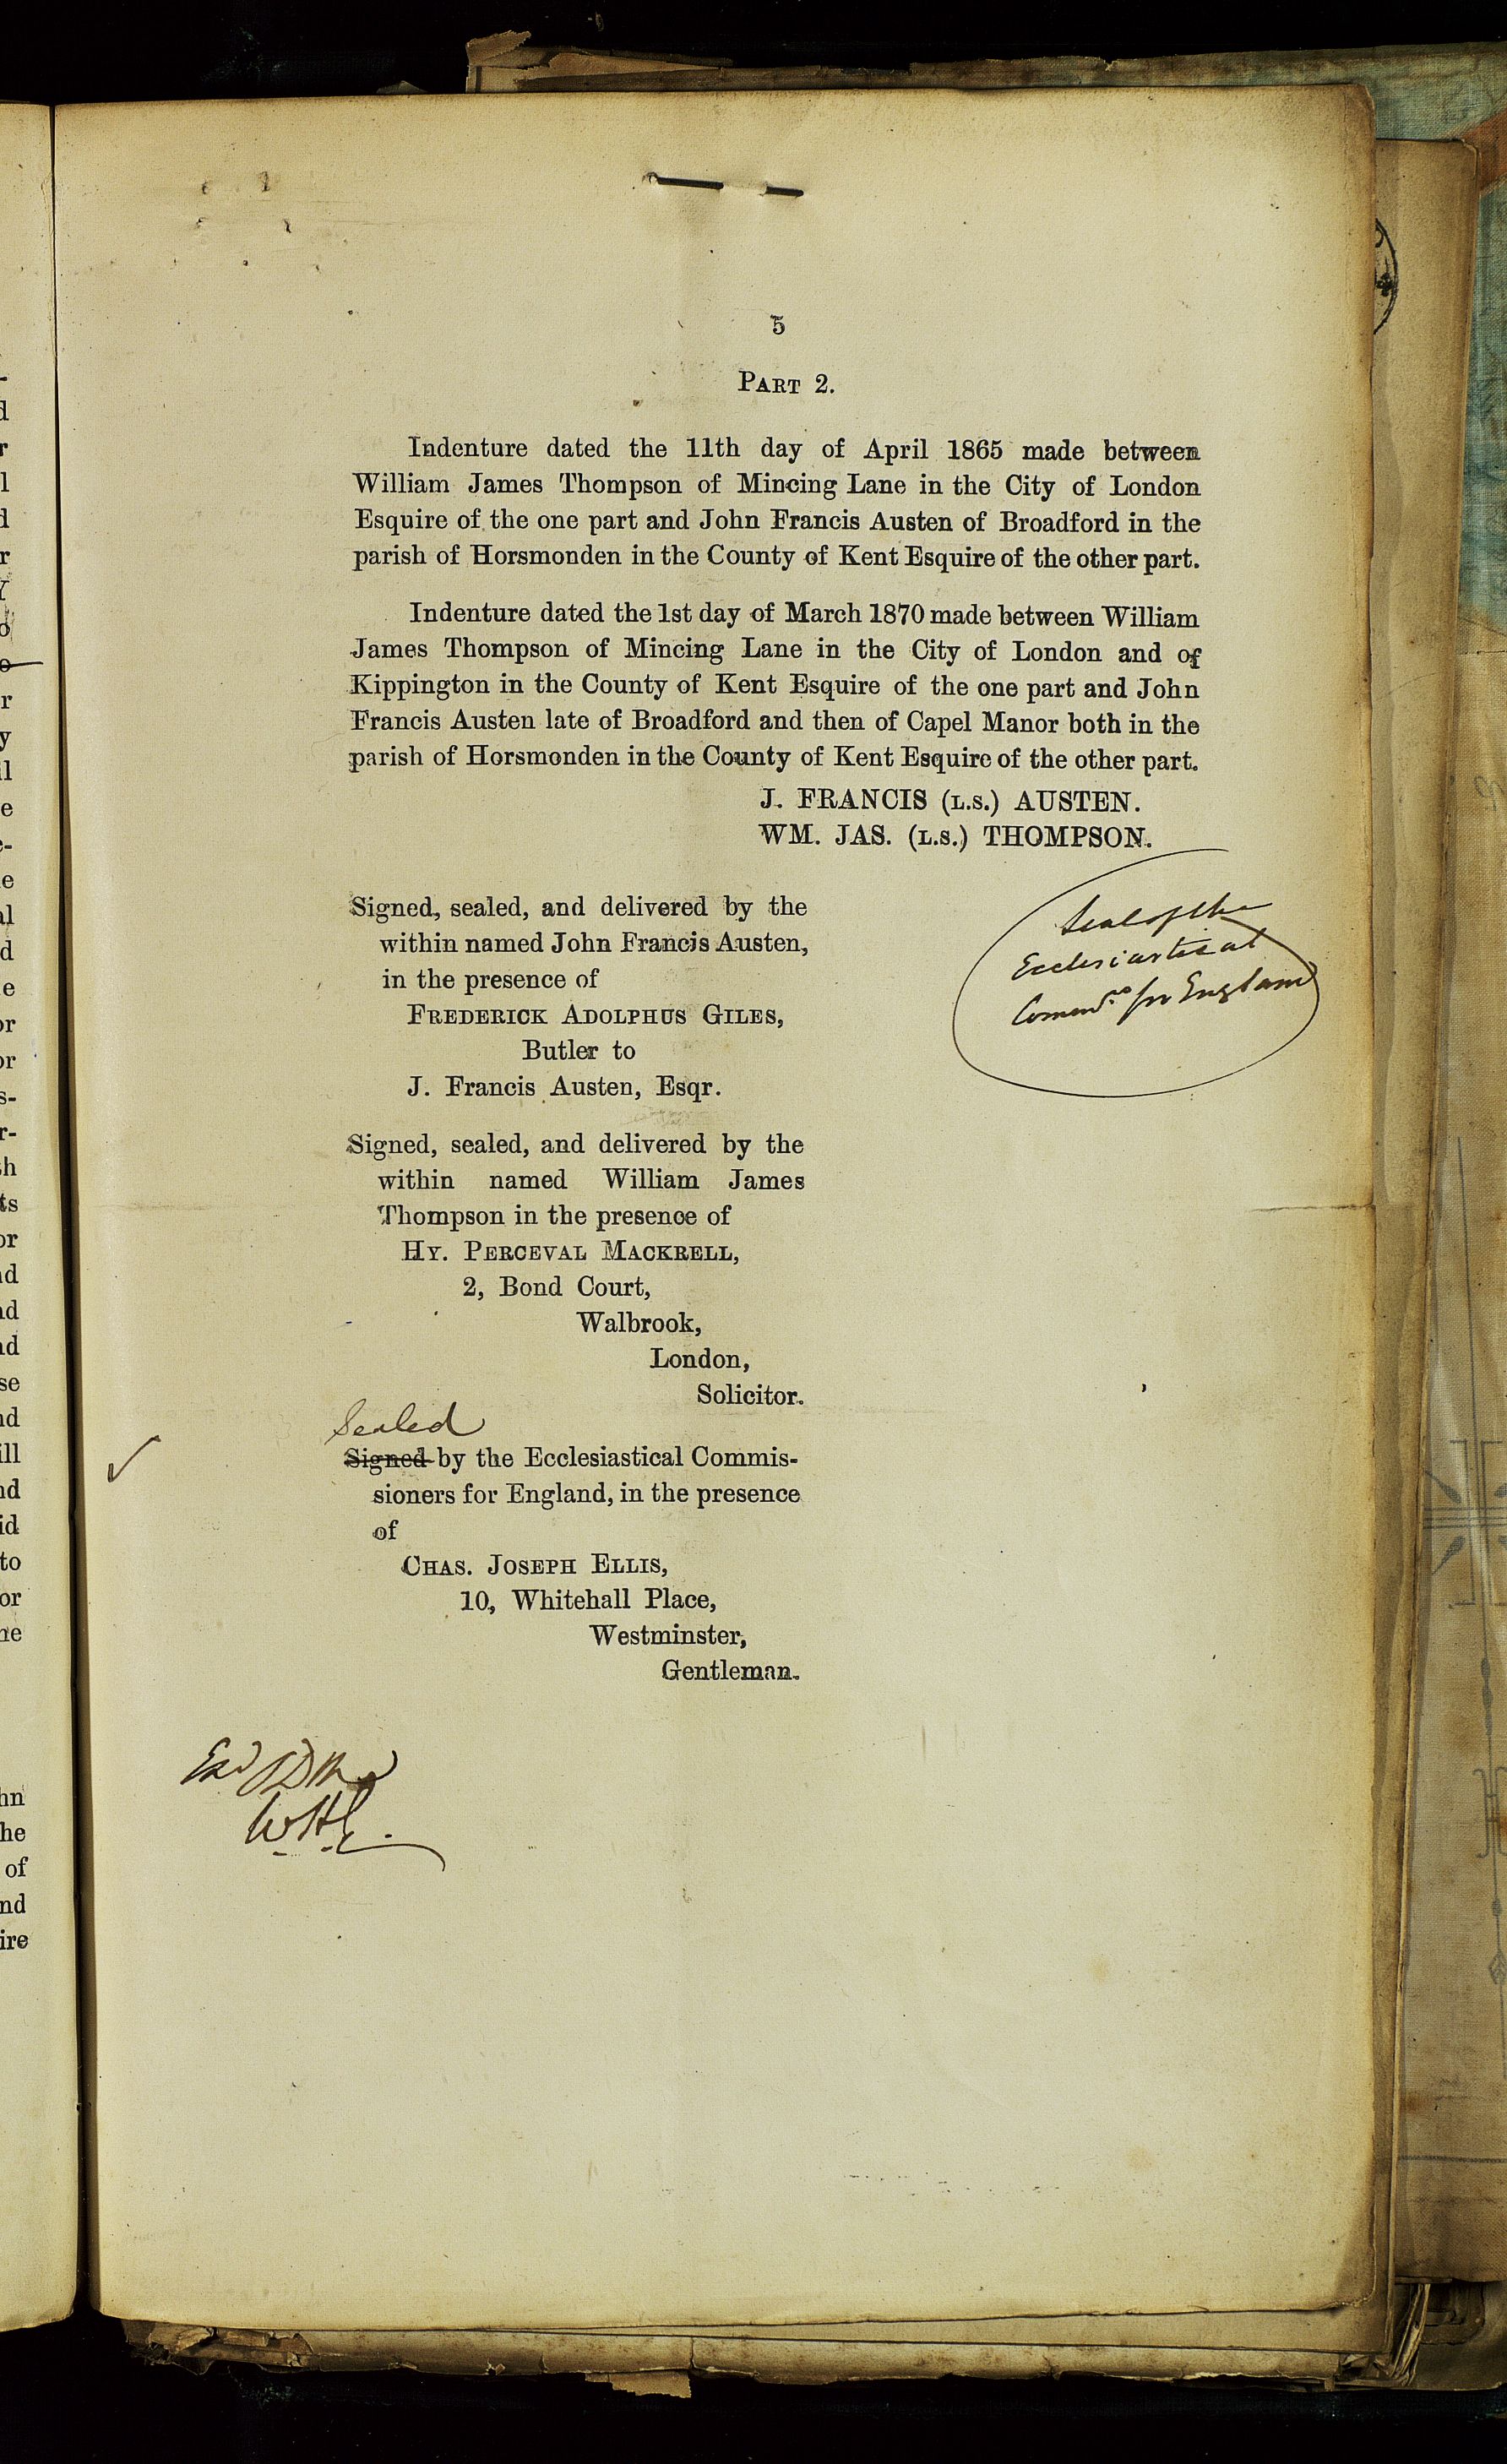 5
PART 2.
Indenture dated the 11th day of April 1865 made between
William James Thompson of Mincing Lane in the City of London
Esquire of the one part and John Francis Austen of Broadford in the
parish of Horsmonden in the County of Kent Esquire of the other part.
Indenture dated the 1st day of March 1870 made between William
James Thompson of Mincing Lane in the City of London and of
Kippington in the County of Kent Esquire of the one part and John
Francis Austen late of Broadford and then of Capel Manor both in the
parish of Horsmonden in the County of Kent Esquire of the other part.
J. FRANCIS (L.S.) AUSTEN.
WM. JAS. (L.S.) THOMPSON.
Seal of the
Ecclesiastical
for England
Signed, sealed, and delivered by the
within named John Francis Austen,
in the presence of
FREDERICK ADOLPHUS GILES,
Butler to
J. Francis Austen, Esqr.
Signed, sealed, and delivered by the
within named William James
Thompson in the presence of
HY. PERCEVAL MACKRELL,
2, Bond Court,
Walbrook,
London,
Solicitor.
Sealed
Signed by the Ecclesiastical Commis-
sioners for England, in the presence
of
CHAS. JOSEPH ELLIS,
10, Whitehall Place,
Westminster,
Gentleman.